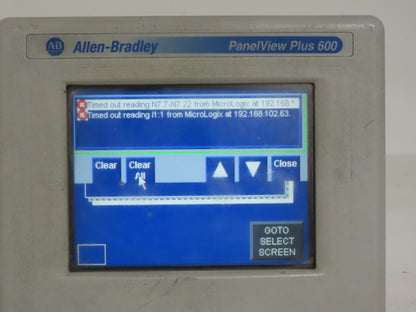 AB Allen-Bradley PanelView Plus 600
Timed out reading N7:7-N7:22 from MicroLogix at 192.168.*
Timed out reading I1:1 from MicroLogix at 192.168.102.63.
Clear Clear All Close
GOTO
SELECT
SCREEN